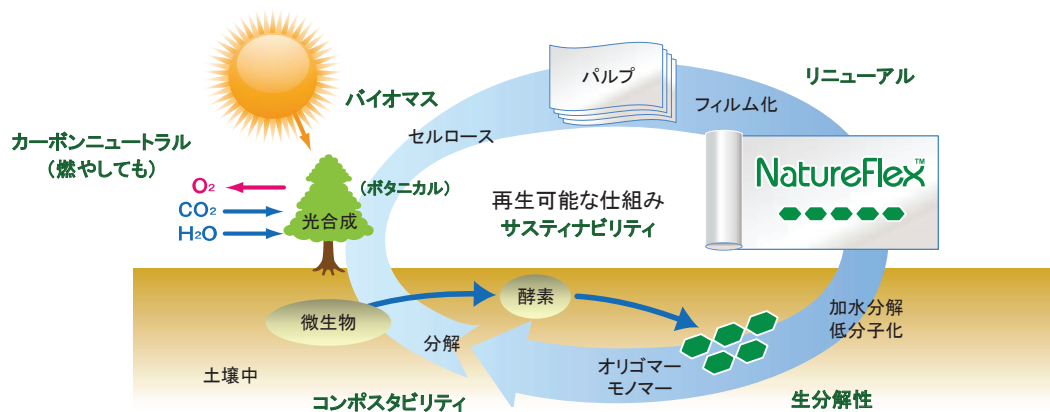 パルプ
リニューアル
バイオマス
フィルム化
セルロース
カーボンニュートラル
（燃やしても）
NatureFlex™
O₂
（ボタニカル）
CO₂
光合成
H₂O
再生可能な仕組み
サスティナビリティ
酵素
微生物
加水分解
低分子化
分解
オリゴマー
モノマー
土壌中
コンポスタビリティ
生分解性